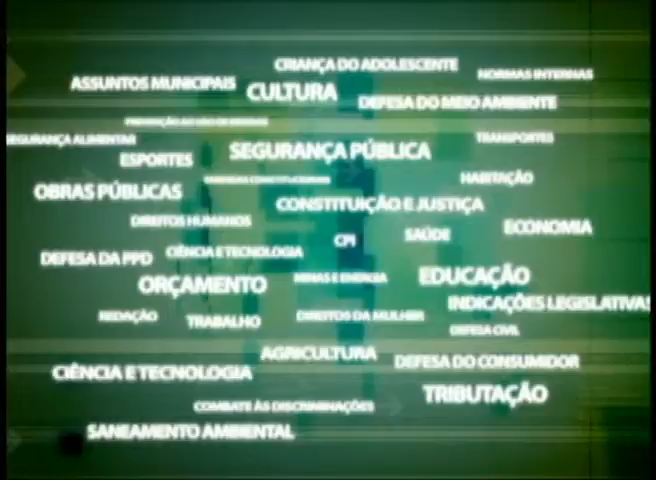 CRIANÇA DO ADOLESCENTE
NORMAS INTERNAS
ASSUNTOS MUNICIPAIS
CULTURA
DEFESA DO MEIO AMBIENTE
SEGURANÇA ALIMENTAR
TRANSPORTES
ESPORTES
SEGURANÇA PÚBLICA
HABITAÇÃO
OBRAS PÚBLICAS
CONSTITUIÇÃO E JUSTIÇA
DIREITOS HUMANOS
ECONOMIA
CPI
SAÚDE
DEFESA DA PPD
CIÊNCIA E TECNOLOGIA
ORÇAMENTO
MINAS E ENERGIA
EDUCAÇÃO
INDICAÇÕES LEGISLATIVAS
REDAÇÃO
TRABALHO
DIREITOS DA MULHER
DEFESA CIVIL
AGRICULTURA
DEFESA DO CONSUMIDOR
CIÊNCIA E TECNOLOGIA
TRIBUTAÇÃO
COMBATE ÀS DISCRIMINAÇÕES
SANEAMENTO AMBIENTAL